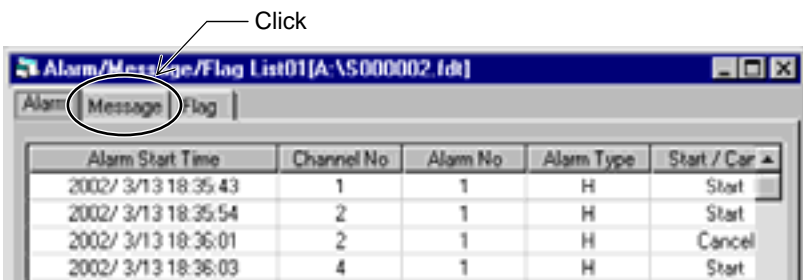 Click
Alarm/Message/Flag List01[A:\S000002.fdt]
Alarm Message Flag
Alarm Start Time Channel No Alarm No Alarm Type Start / Can
2002/ 3/13 18:35:43 1 1 H Start
2002/ 3/13 18:35:54 2 1 H Start
2002/ 3/13 18:36:01 2 1 H Cancel
2002/ 3/13 18:36:03 4 1 H Start